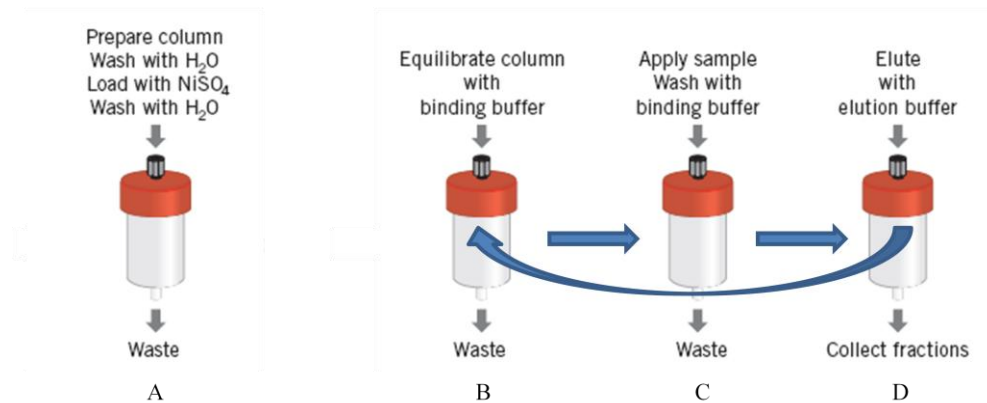 Prepare column
Wash with H₂O
Load with NiSO₄
Wash with H₂O
Waste
A
Equilibrate column
with
binding buffer
Waste
B
Apply sample
Wash with
binding buffer
Waste
C
Elute
with
elution buffer
Collect fractions
D